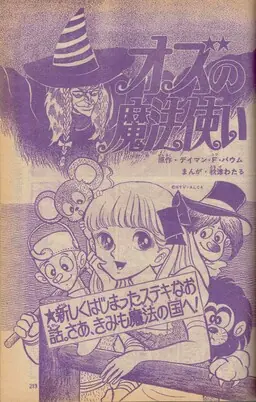 オズの
魔法使い
原作・デイマン・F・バウム
まんが・秋津わたる
★新しくはじまったステキなお
話。さあ、きみも魔法の国へ!